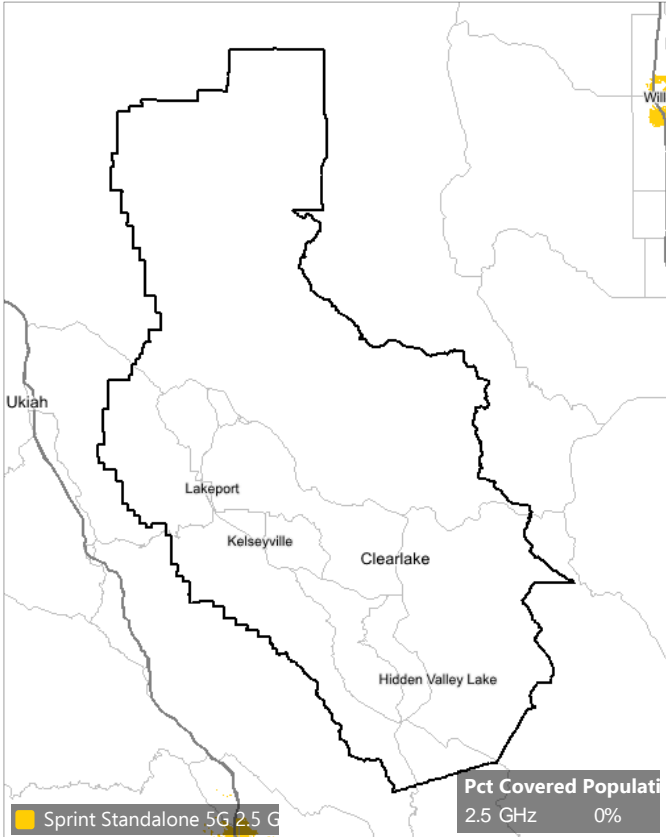 Will
Ukiah
Lakeport
Kelseyville
Clearlake
Hidden Valley Lake
Pct Covered Populati
2.5 GHz 0%
Sprint Standalone 5G 2.5 G